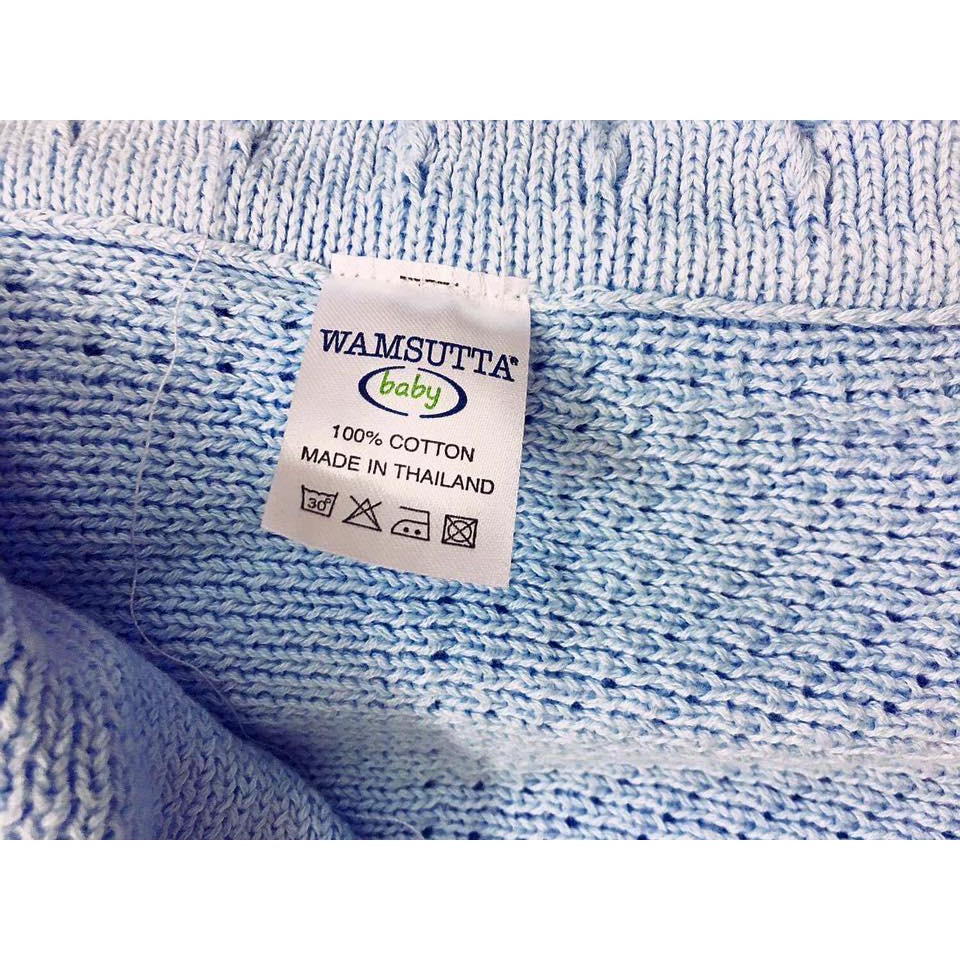 WAMSUTTA
baby
100% COTTON
MADE IN THAILAND
30°